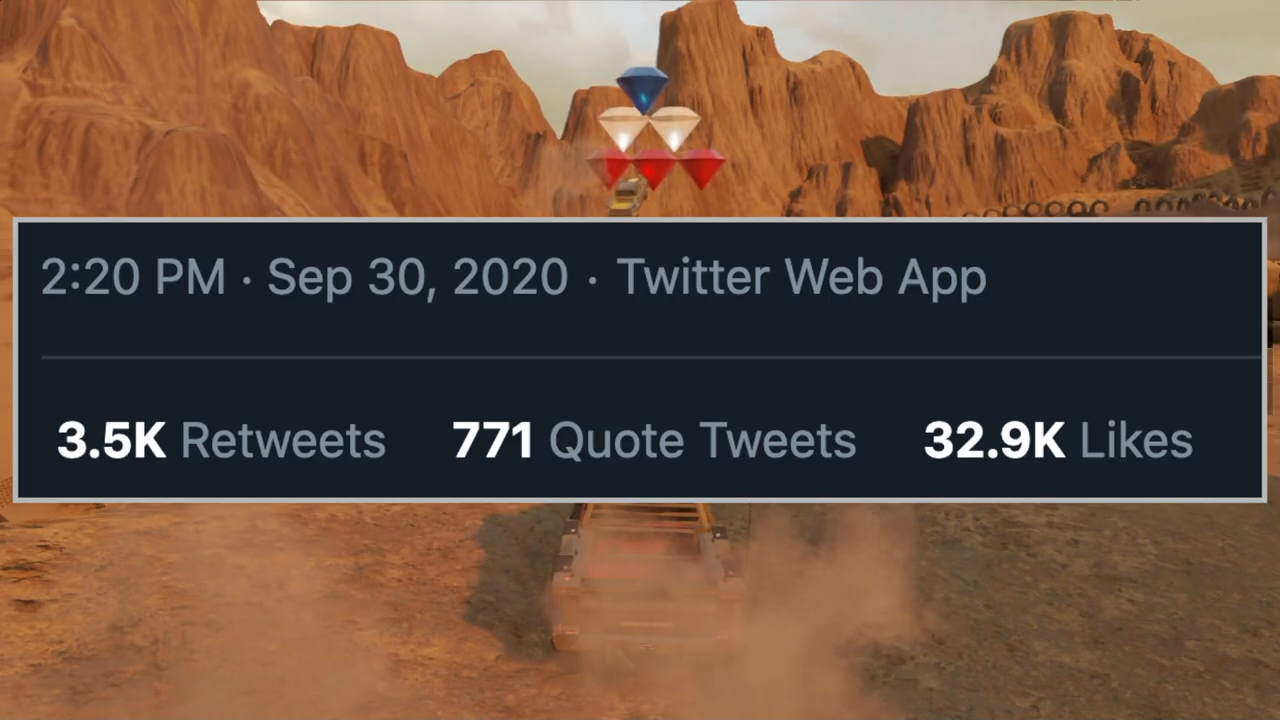 2:20 PM · Sep 30, 2020 · Twitter Web App
3.5K Retweets 771 Quote Tweets 32.9K Likes